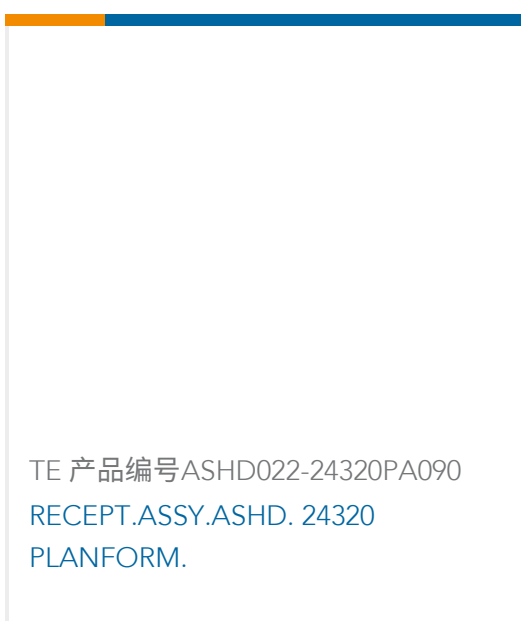 TE 产品编号ASHD022-24320PA090
RECEPT.ASSY.ASHD. 24320
PLANFORM.